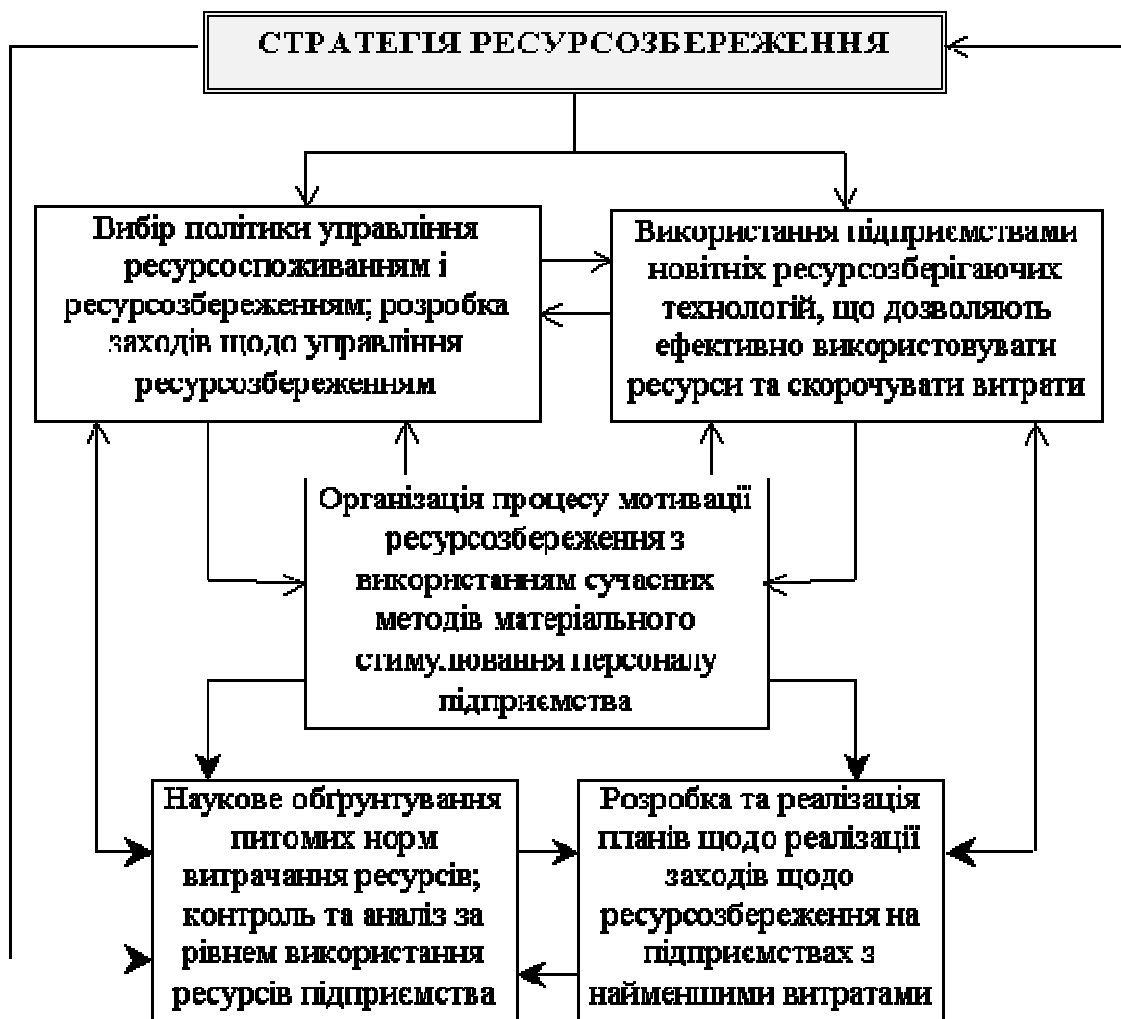 СТРАТЕГІЯ РЕСУРСОЗБЕРЕЖЕННЯ
Вибір політики управління
ресурсоспоживанням і
ресурсозбереженням; розробка
заходів щодо управління
ресурсозбереженням
Використання підприємствами
новітніх ресурсозберігаючих
технологій, що дозволяють
ефективно використовувати
ресурси та скорочувати витрати
Організація процесу мотивації
ресурсозбереження з
використанням сучасних
методів матеріального
стимулювання персоналу
підприємства
Наукове обґрунтування
питомих норм
витрачання ресурсів;
контроль та аналіз за
рівнем використання
ресурсів підприємства
Розробка та реалізація
планів щодо реалізації
заходів щодо
ресурсозбереження на
підприємствах з
найменшими витратами